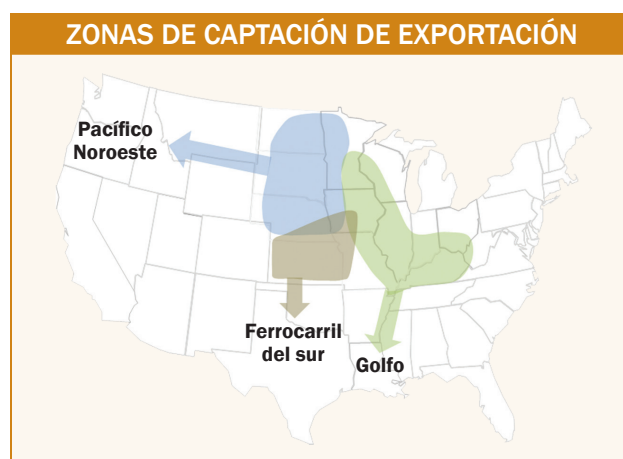 ZONAS DE CAPTACIÓN DE EXPORTACIÓN
Pacífico
Noroeste
Ferrocarril
del sur
Golfo